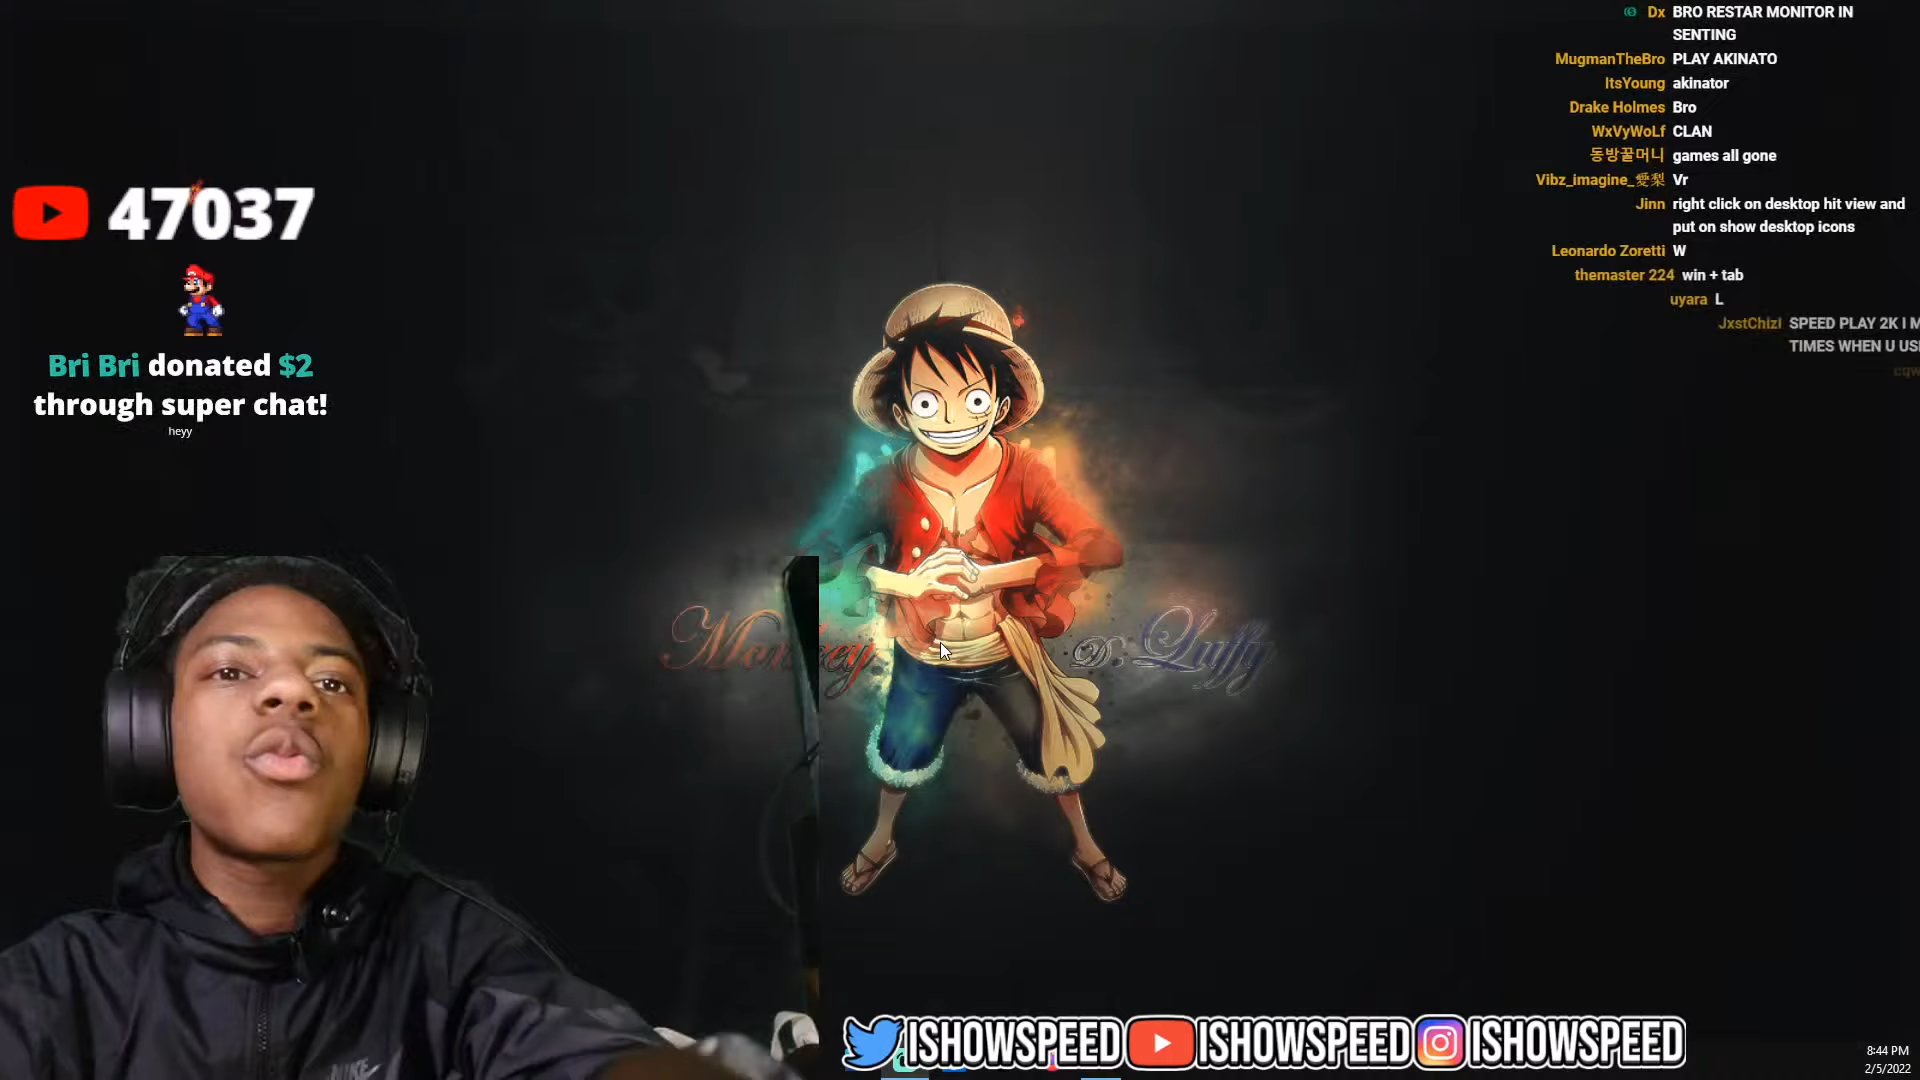 Dx BRO RESTAR MONITOR IN
SENTING
MugmanTheBro PLAY AKINATO
ItsYoung akinator
Drake Holmes Bro
WxVyWoLf CLAN
동방꿀머니 games all gone
Vibz_imagine_愛梨 Vr
Jinn right click on desktop hit view and
put on show desktop icons
Leonardo Zoretti W
themaster 224 win + tab
uyara L
JxstChizl SPEED PLAY 2K I M
TIMES WHEN U US
cqw
47037
Bri Bri donated $2
through super chat!
heyy
Monkey D. Luffy
NIKE
ISHOWSPEED ISHOWSPEED ISHOWSPEED
8:44 PM
2/5/2022